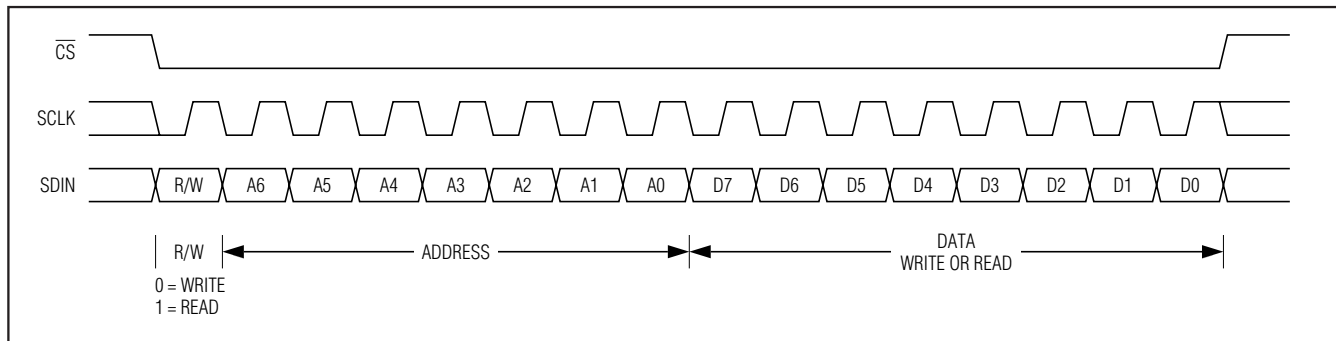 CS
SCLK
SDIN R/W A6 A5 A4 A3 A2 A1 A0 D7 D6 D5 D4 D3 D2 D1 D0
R/W ADDRESS DATA
WRITE OR READ
0 = WRITE
1 = READ